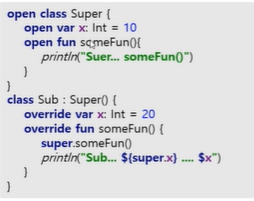 open class Super {
open var x: Int = 10
open fun someFun(){
println("Suer... someFun()")
}
}
class Sub : Super() {
override var x: Int = 20
override fun someFun() {
super.someFun()
println("Sub... ${super.x} .... $x")
}
}